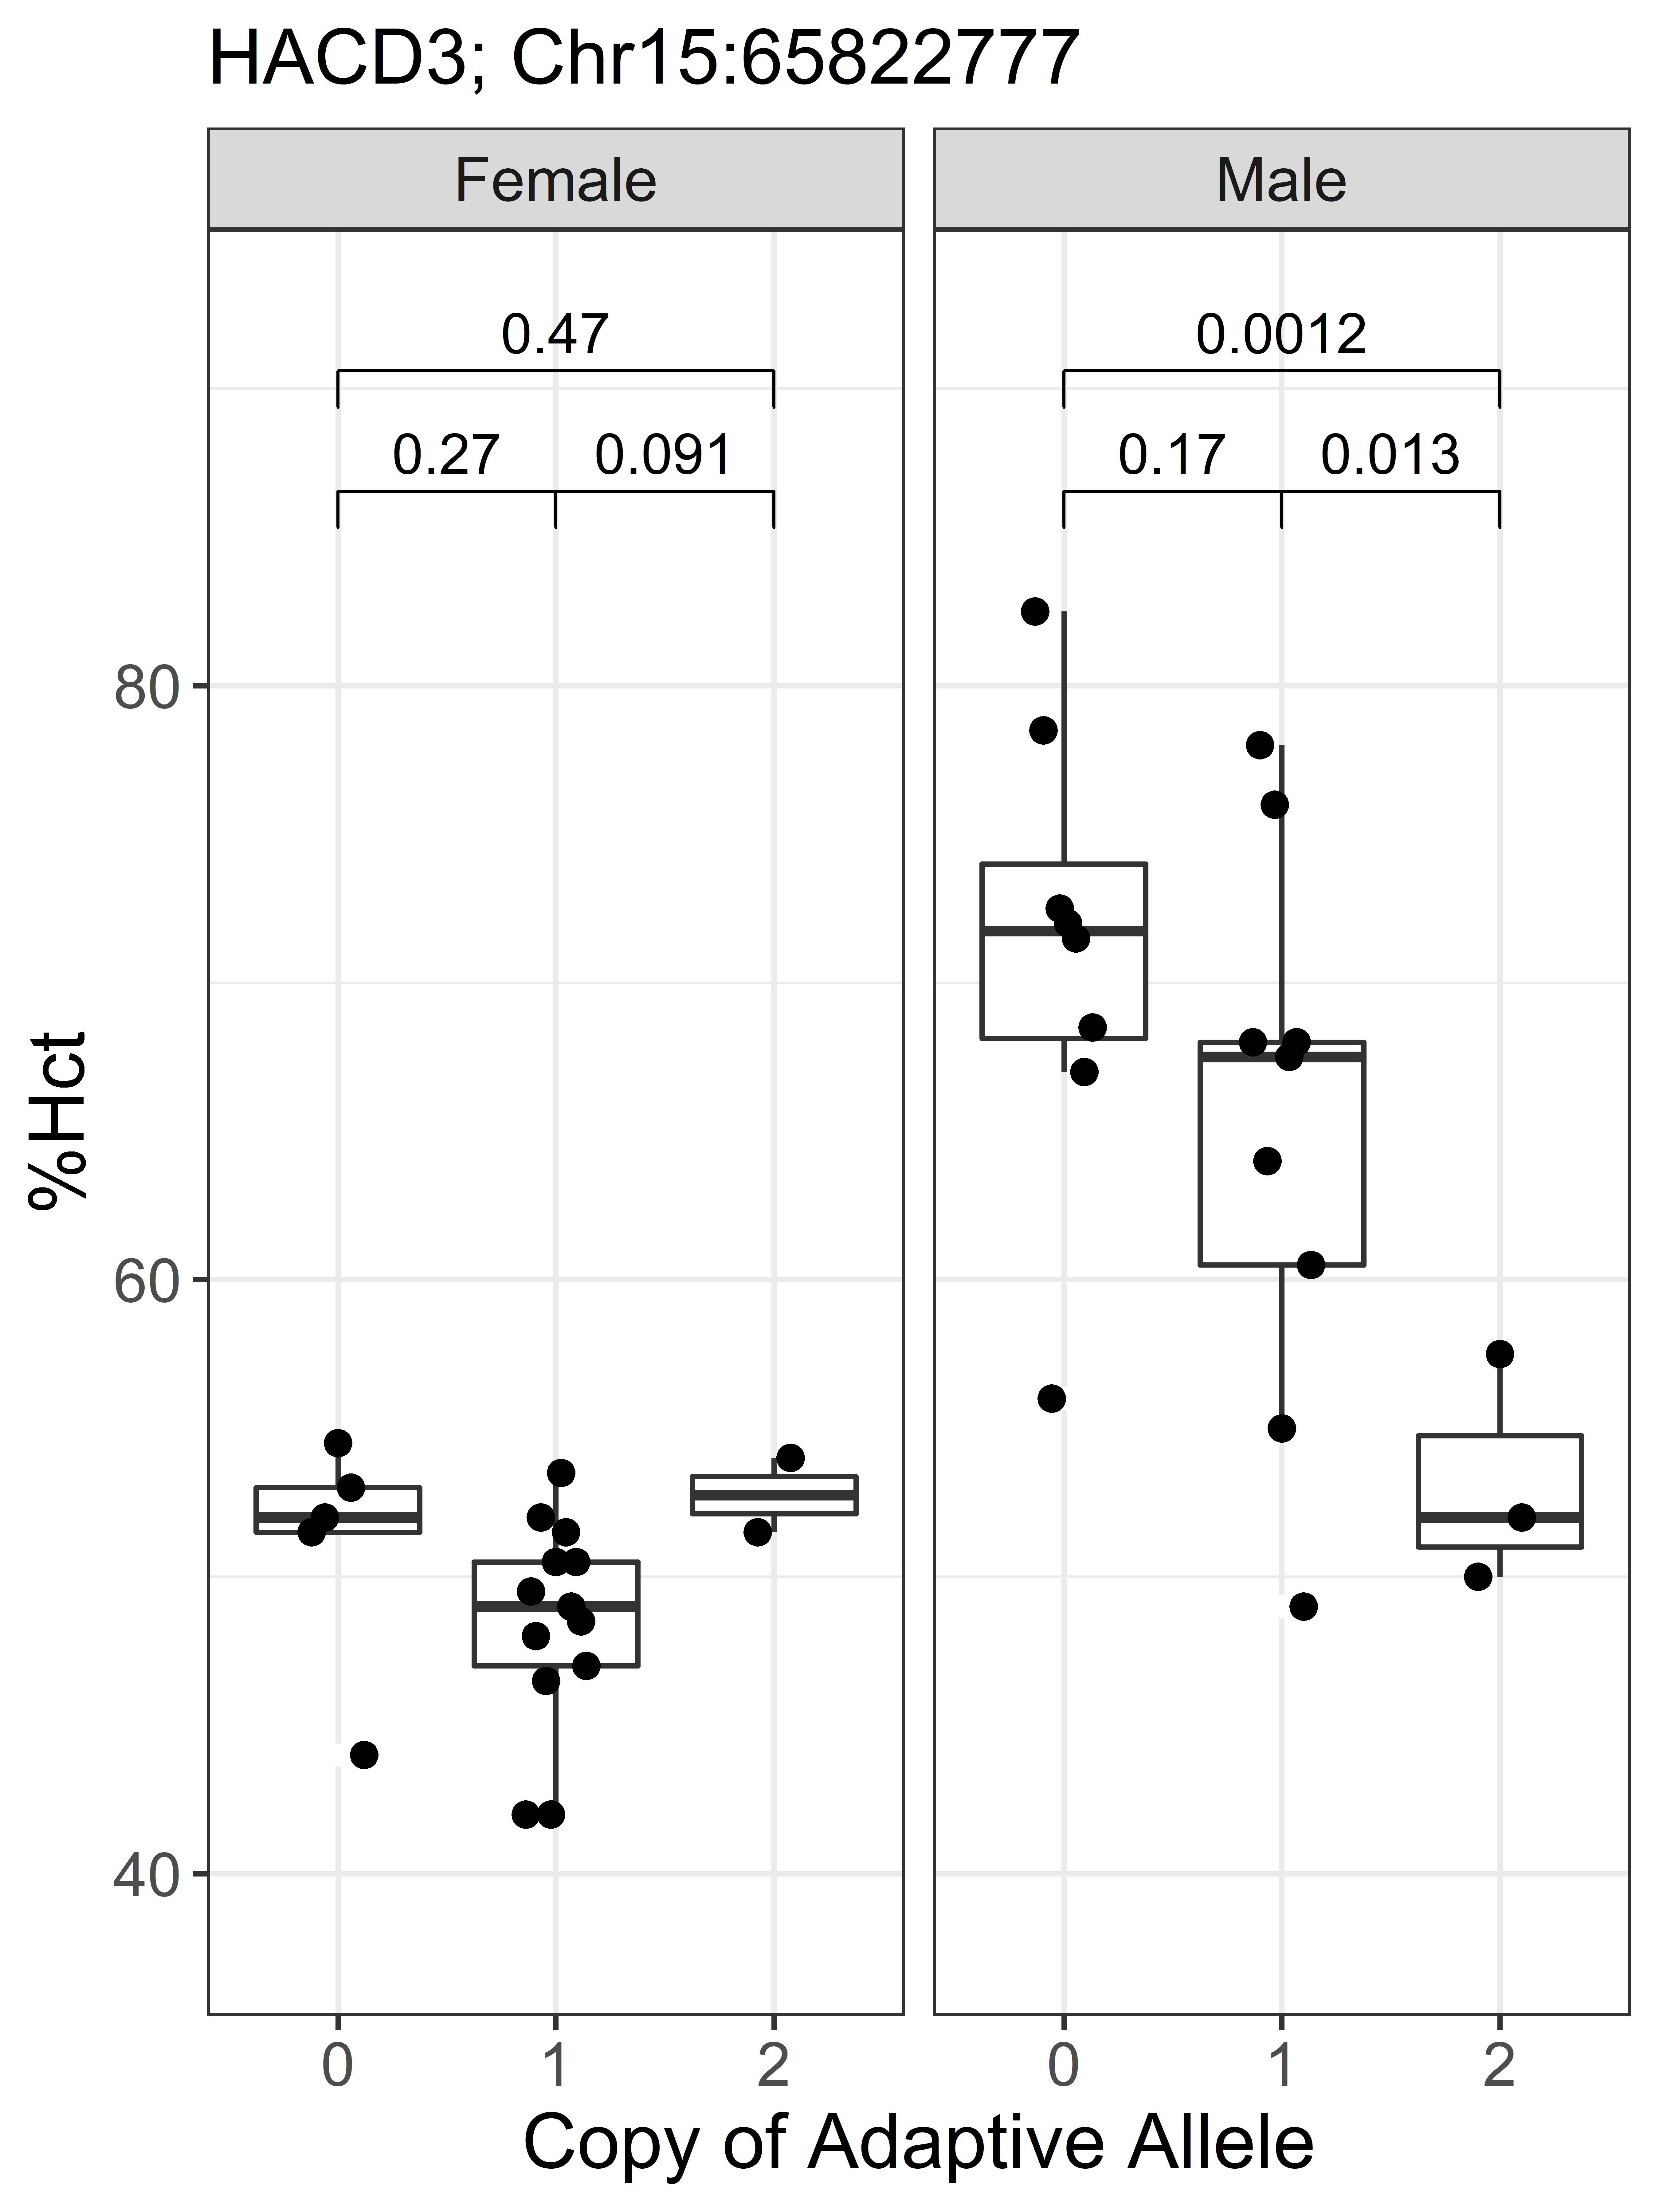 HACD3; Chr15:65822777
Female Male
0.47 0.0012
0.27 0.091 0.17 0.013
80
60
40
%Hct
0 1 2 0 1 2
Copy of Adaptive Allele